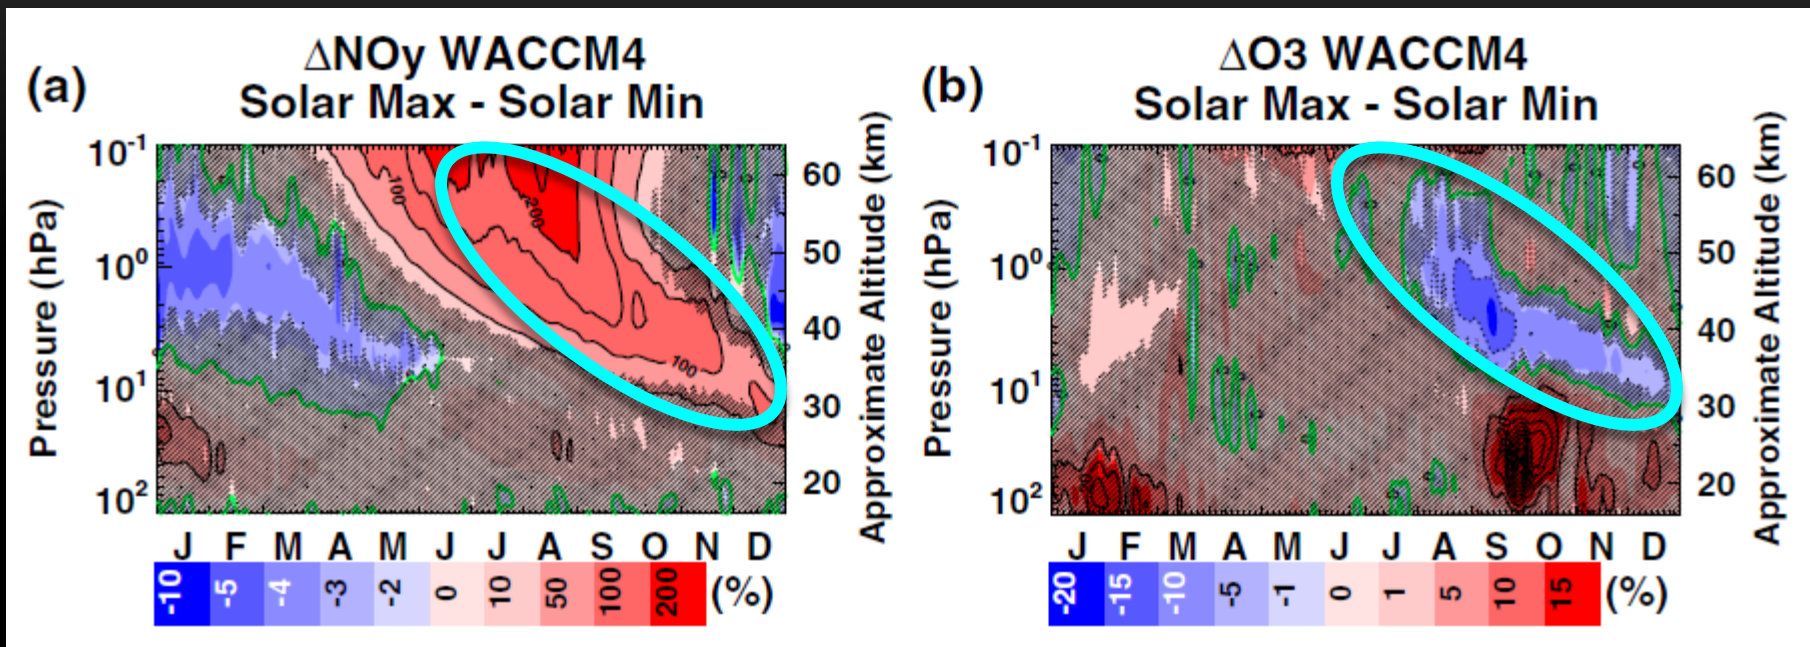 (a)
ΔNOy WACCM4
Solar Max - Solar Min
Pressure (hPa)
10⁻¹
10⁰
10¹
10²
100
200
100
60
50
40
30
20
Approximate Altitude (km)
J F M A M J J A S O N D
-10 -5 -4 -3 -2 0 10 50 100 200 (%)
(b)
ΔO3 WACCM4
Solar Max - Solar Min
Pressure (hPa)
10⁻¹
10⁰
10¹
10²
60
50
40
30
20
Approximate Altitude (km)
J F M A M J J A S O N D
-20 -15 -10 -5 -1 0 1 5 10 15 (%)